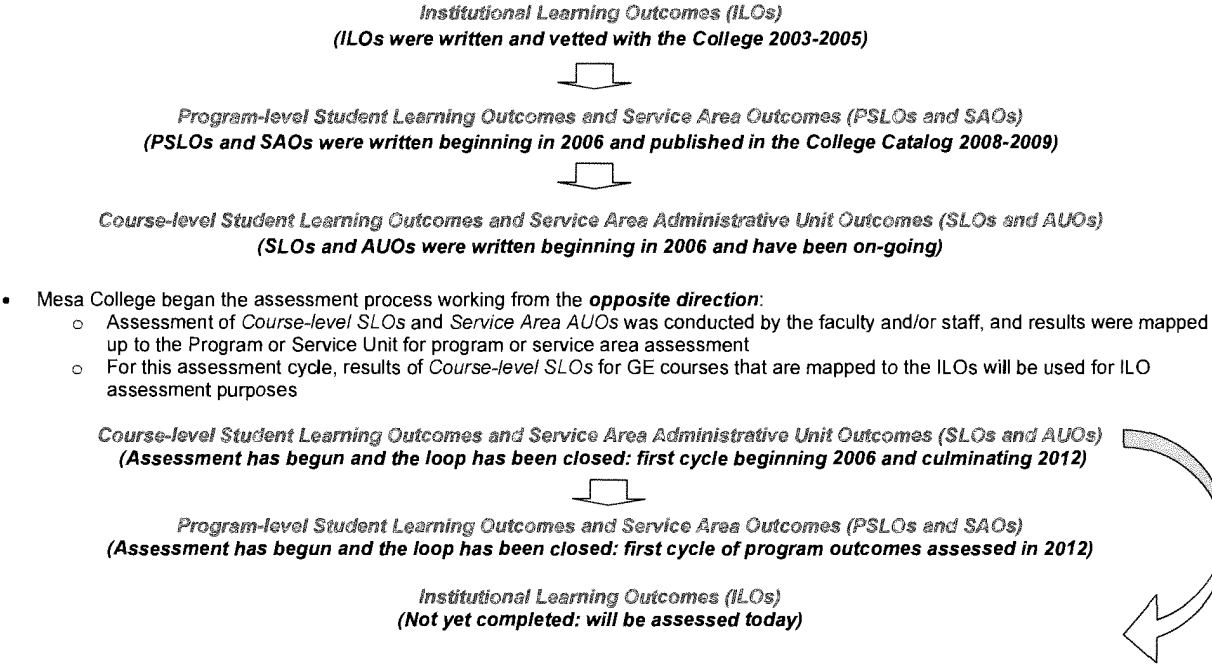 Institutional Learning Outcomes (ILOs)
(ILOs were written and vetted with the College 2003-2005)
Program-level Student Learning Outcomes and Service Area Outcomes (PSLOs and SAOs)
(PSLOs and SAOs were written beginning in 2006 and published in the College Catalog 2008-2009)
Course-level Student Learning Outcomes and Service Area Administrative Unit Outcomes (SLOs and AUOs)
(SLOs and AUOs were written beginning in 2006 and have been on-going)
• Mesa College began the assessment process working from the opposite direction:
o Assessment of Course-level SLOs and Service Area AUOs was conducted by the faculty and/or staff, and results were mapped
up to the Program or Service Unit for program or service area assessment
o For this assessment cycle, results of Course-level SLOs for GE courses that are mapped to the ILOs will be used for ILO
assessment purposes
Course-level Student Learning Outcomes and Service Area Administrative Unit Outcomes (SLOs and AUOs)
(Assessment has begun and the loop has been closed: first cycle beginning 2006 and culminating 2012)
Program-level Student Learning Outcomes and Service Area Outcomes (PSLOs and SAOs)
(Assessment has begun and the loop has been closed: first cycle of program outcomes assessed in 2012)
Institutional Learning Outcomes (ILOs)
(Not yet completed: will be assessed today)